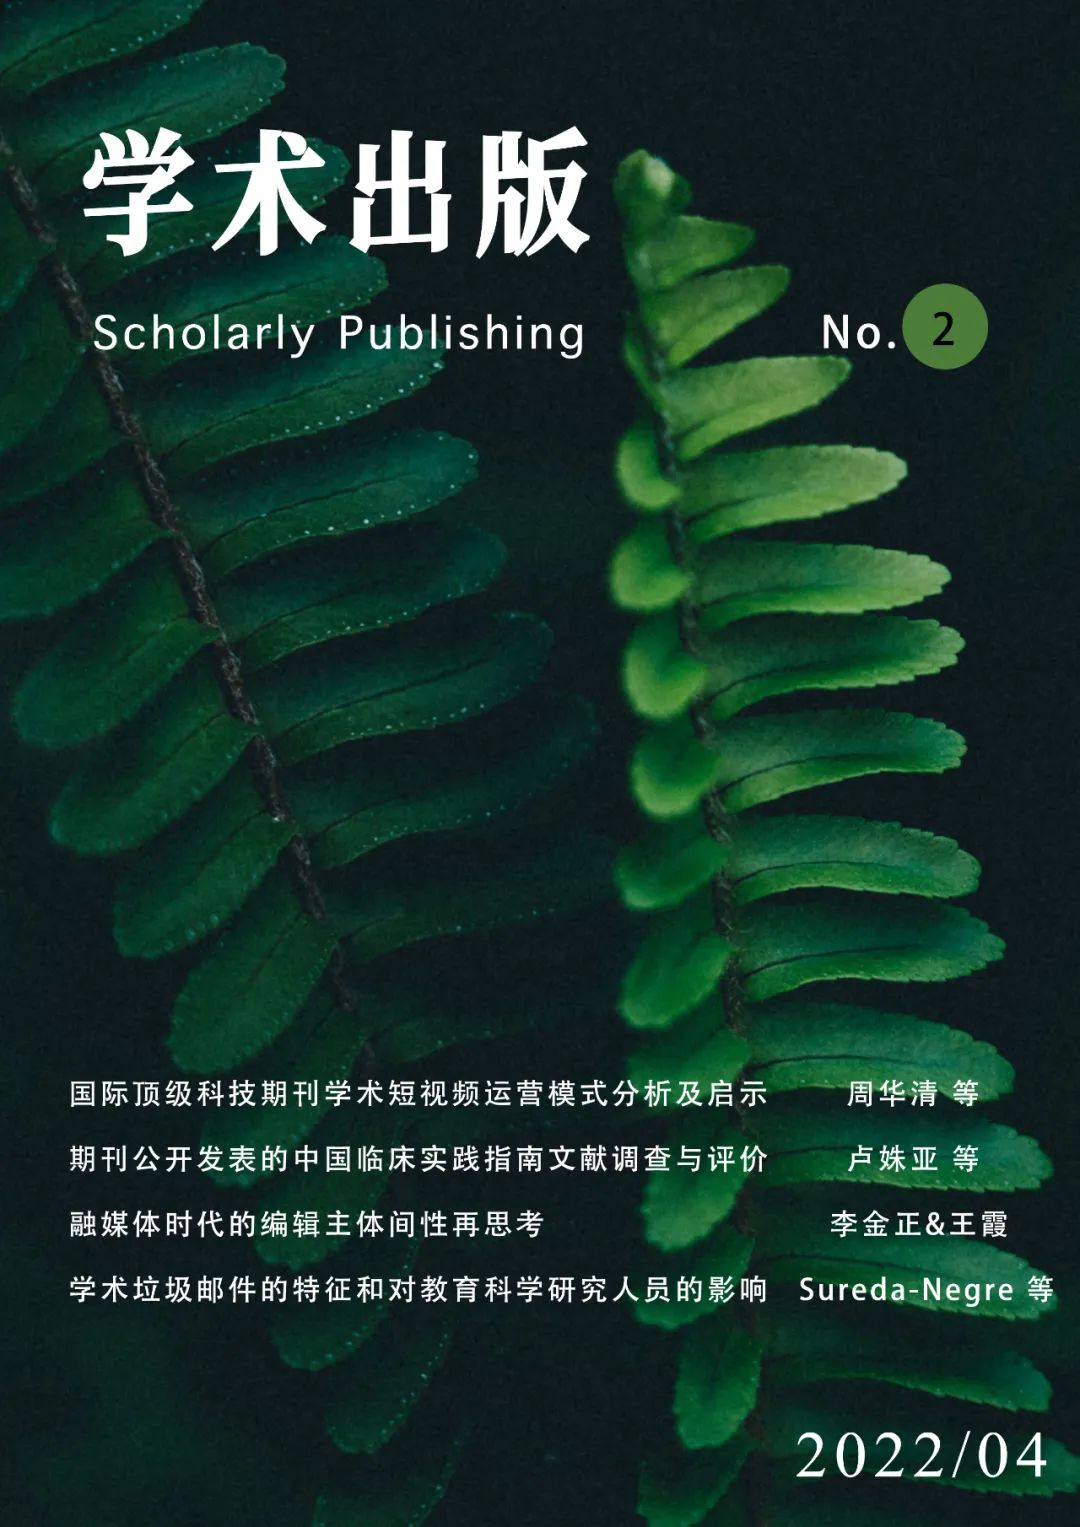 学术出版
Scholarly Publishing No. 2
国际顶级科技期刊学术短视频运营模式分析及启示 周华清 等
期刊公开发表的中国临床实践指南文献调查与评价 卢姝亚 等
融媒体时代的编辑主体间性再思考 李金正&王霞
学术垃圾邮件的特征和对教育科学研究人员的影响 Sureda-Negre 等
2022/04